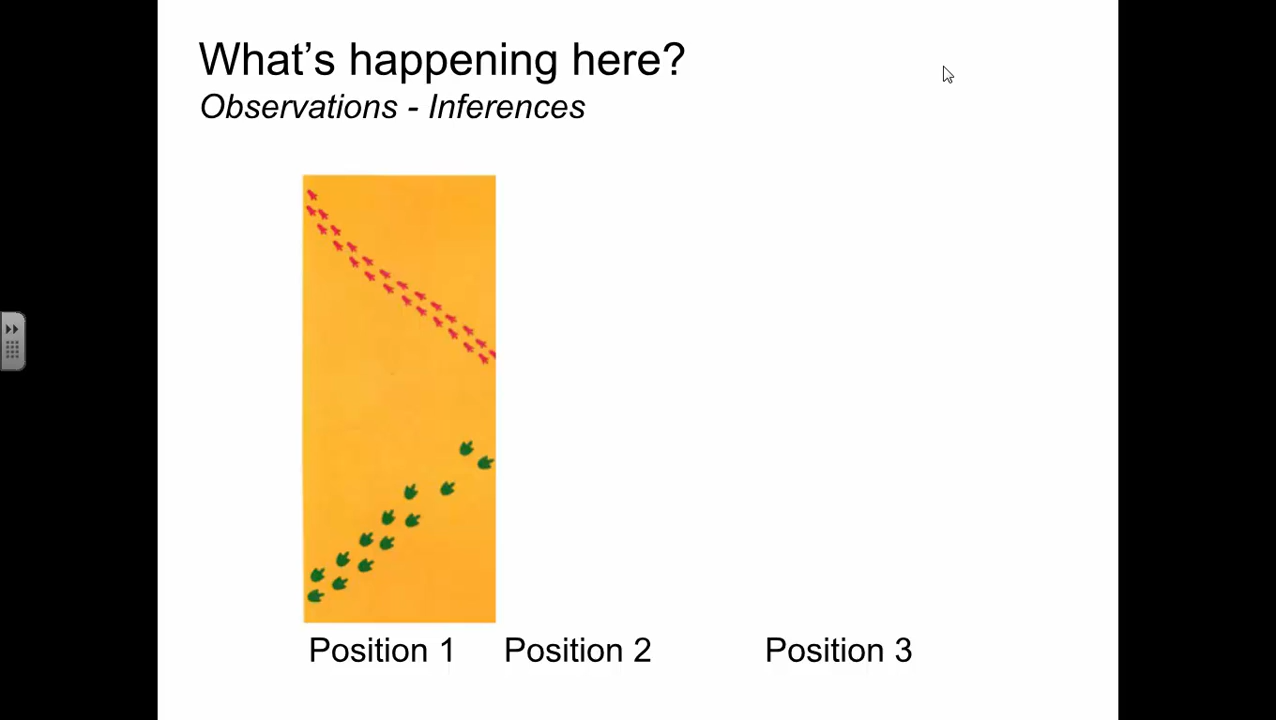 What's happening here?
Observations - Inferences
Position 1 Position 2 Position 3